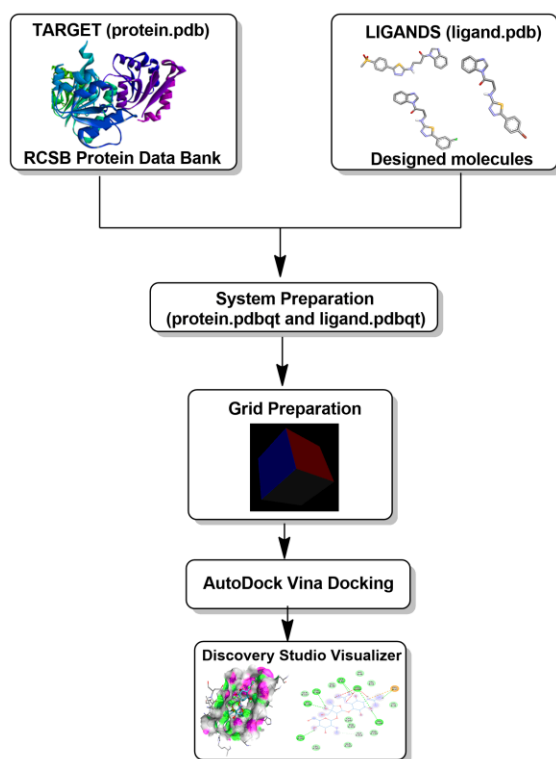 TARGET (protein.pdb)
RCSB Protein Data Bank
LIGANDS (ligand.pdb)
Designed molecules
System Preparation
(protein.pdbqt and ligand.pdbqt)
Grid Preparation
AutoDock Vina Docking
Discovery Studio Visualizer